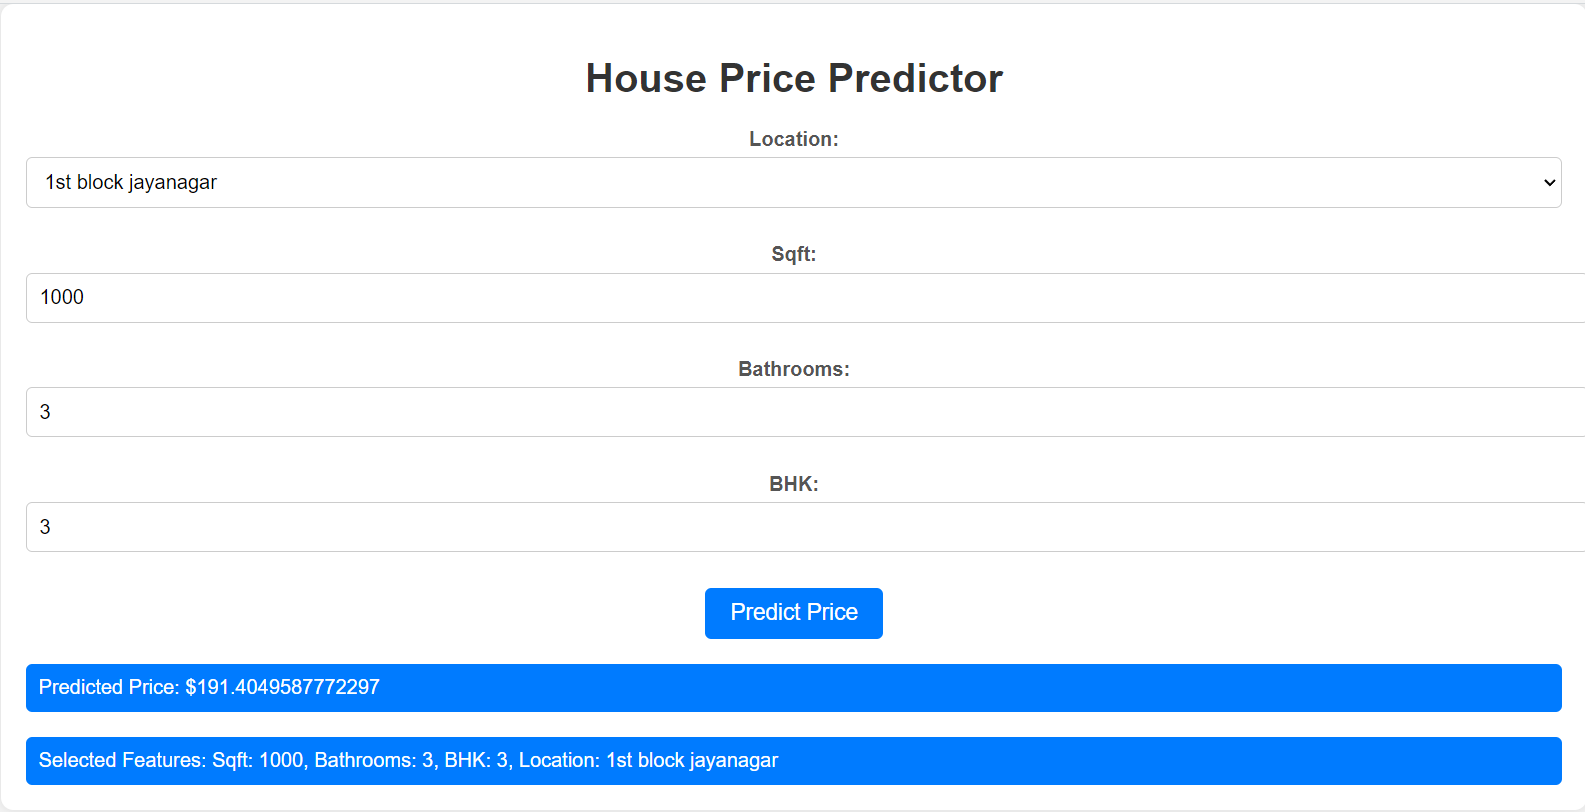 House Price Predictor
Location:
1st block jayanagar
Sqft:
1000
Bathrooms:
3
BHK:
3
Predict Price
Predicted Price: $191.4049587772297
Selected Features: Sqft: 1000, Bathrooms: 3, BHK: 3, Location: 1st block jayanagar